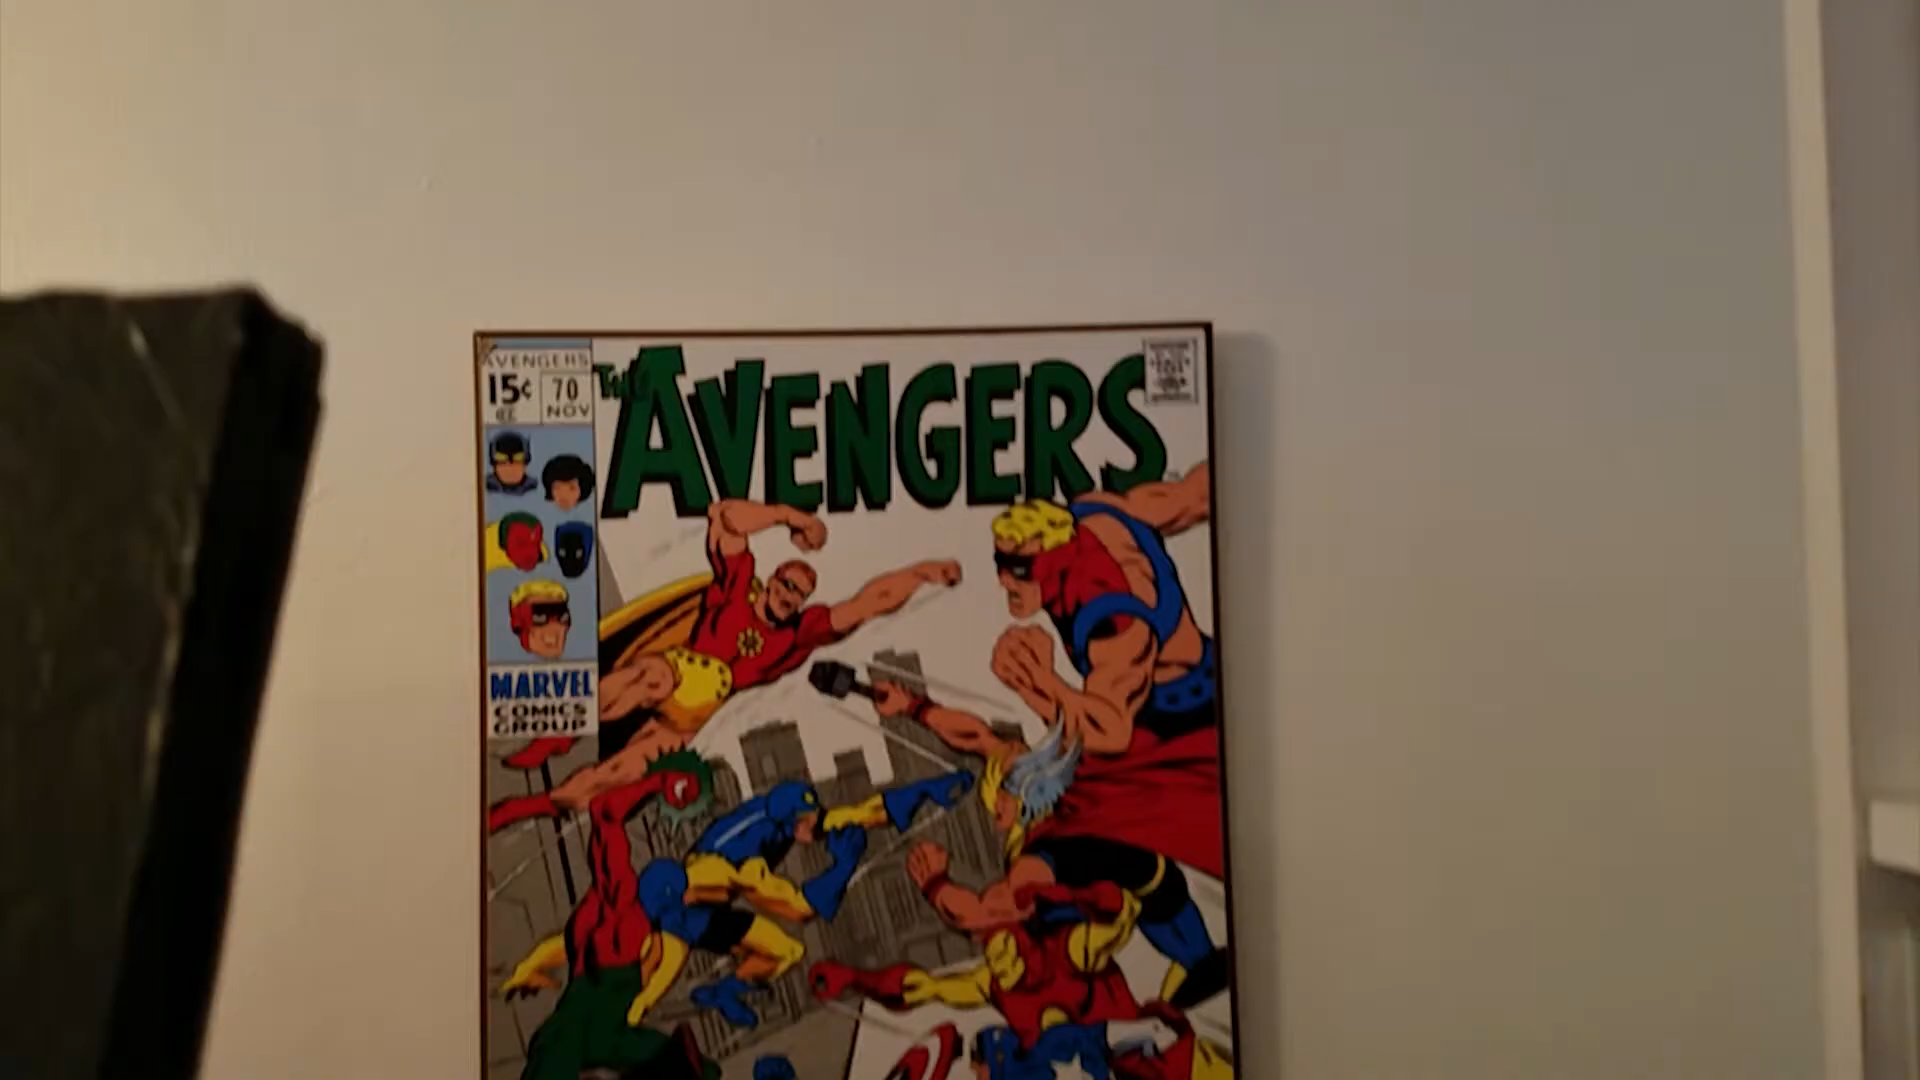 AVENGERS
15¢
70
NOV
THE AVENGERS
MARVEL
COMICS
GROUP